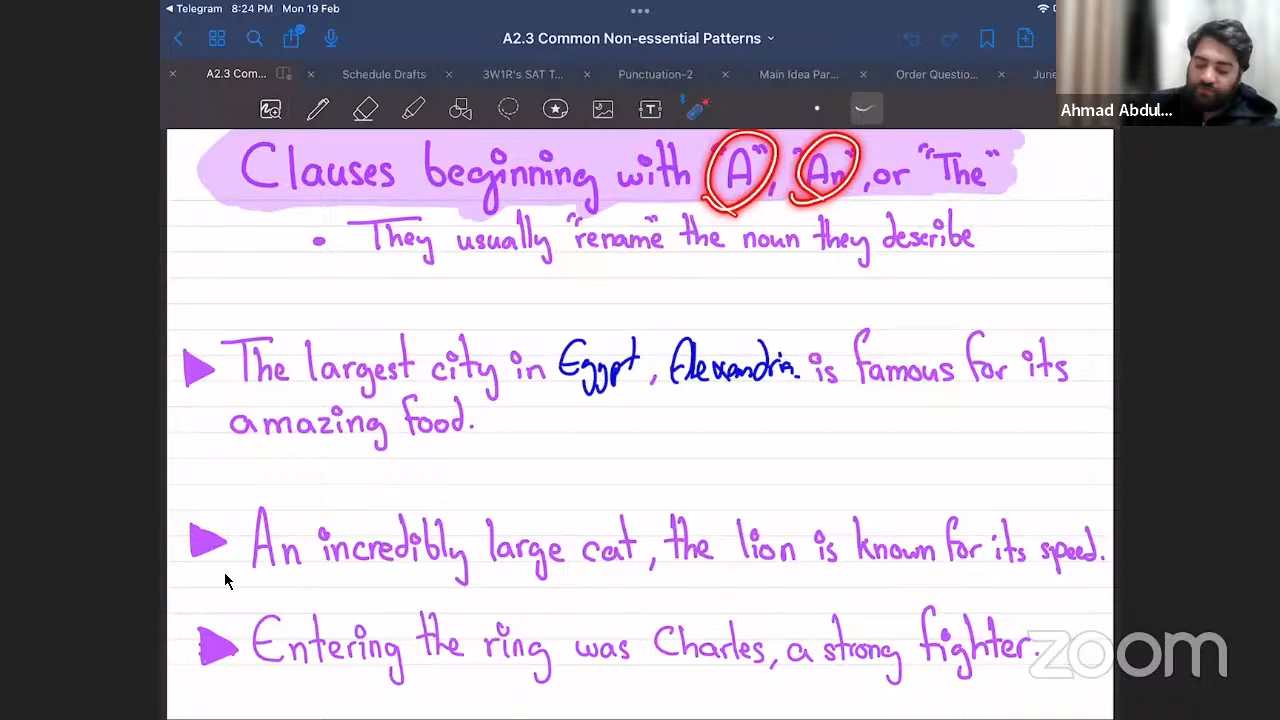 Telegram 8:24 PM Mon 19 Feb
A2.3 Common Non-essential Patterns
A2.3 Com... Schedule Drafts 3W1R's SAT T... Punctuation-2 Main Idea Par... Order Questio... June
Ahmad Abdul...
Clauses beginning with "A", "An", or "The"
• They usually "rename" the noun they describe
The largest city in Egypt, Alexandria is famous for its
amazing food.
An incredibly large cat, the lion is known for its speed.
Entering the ring was Charles, a strong fighter.
zoom